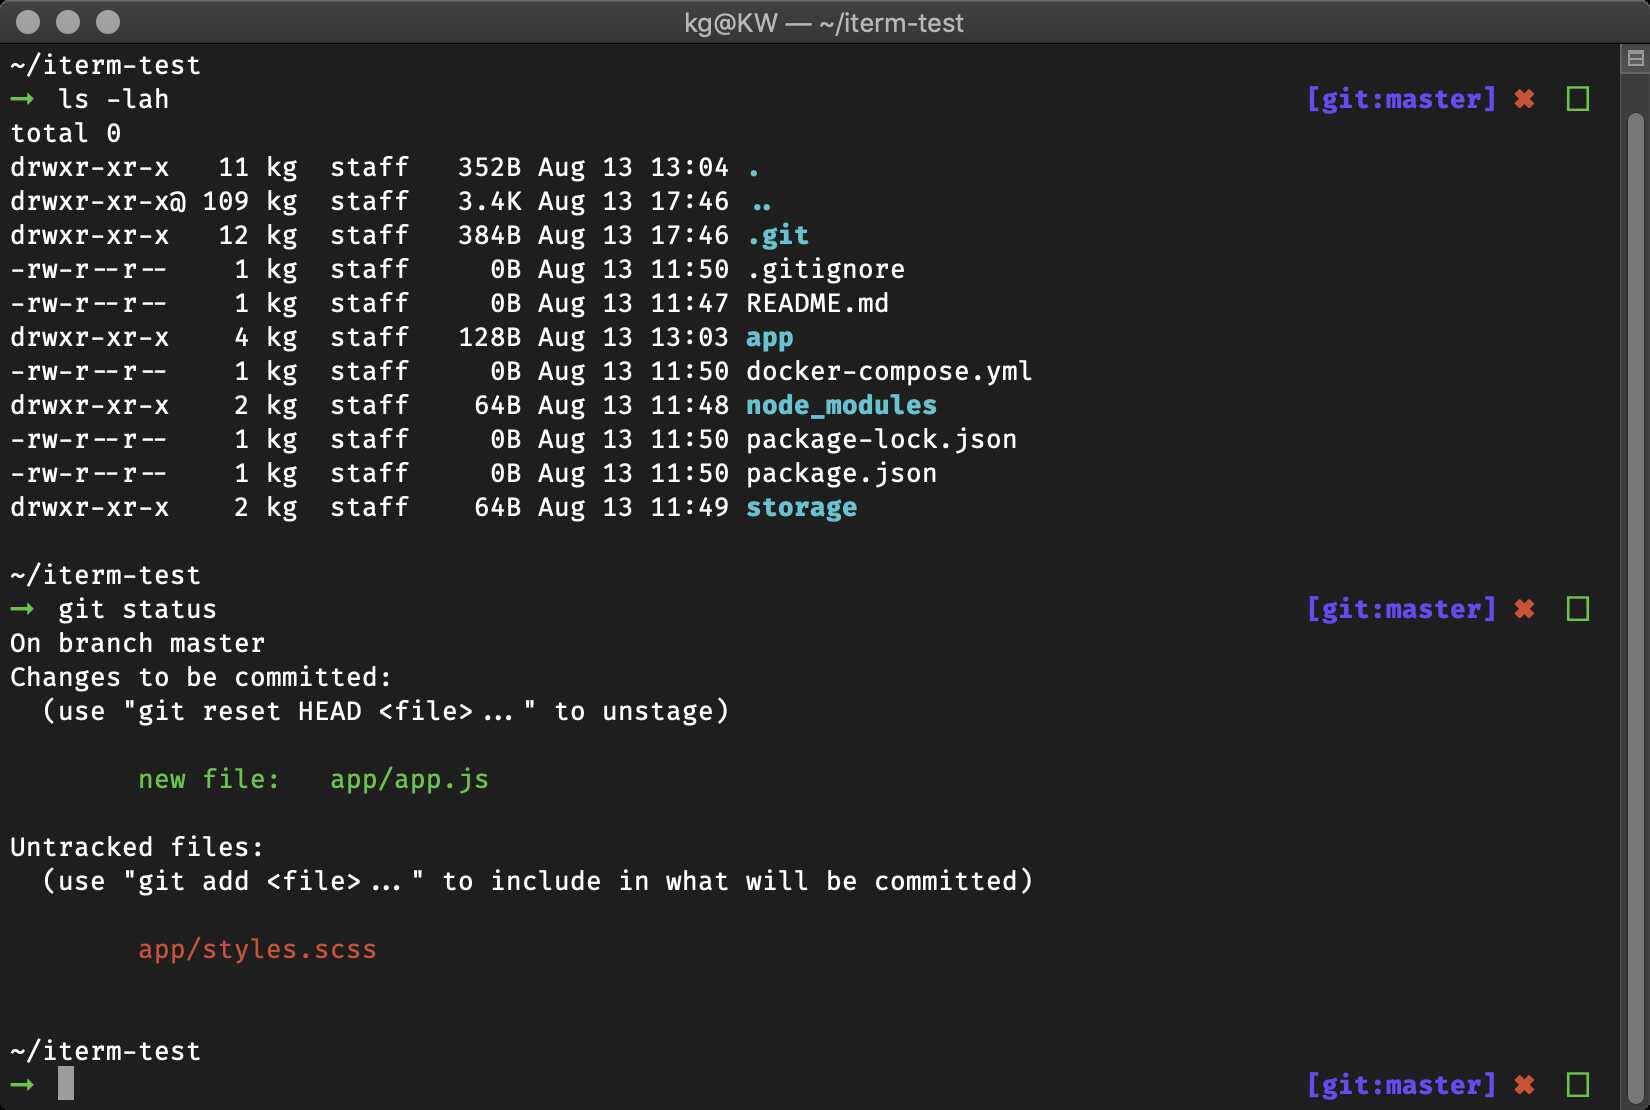 kg@KW — ~/iterm-test
~/iterm-test
→ ls -lah [git:master] ✖ □
total 0
drwxr-xr-x   11 kg  staff   352B Aug 13 13:04 .
drwxr-xr-x@ 109 kg  staff   3.4K Aug 13 17:46 ..
drwxr-xr-x   12 kg  staff   384B Aug 13 17:46 .git
-rw-r--r--    1 kg  staff     0B Aug 13 11:50 .gitignore
-rw-r--r--    1 kg  staff     0B Aug 13 11:47 README.md
drwxr-xr-x    4 kg  staff   128B Aug 13 13:03 app
-rw-r--r--    1 kg  staff     0B Aug 13 11:50 docker-compose.yml
drwxr-xr-x    2 kg  staff    64B Aug 13 11:48 node_modules
-rw-r--r--    1 kg  staff     0B Aug 13 11:50 package-lock.json
-rw-r--r--    1 kg  staff     0B Aug 13 11:50 package.json
drwxr-xr-x    2 kg  staff    64B Aug 13 11:49 storage
~/iterm-test
→ git status [git:master] ✖ □
On branch master
Changes to be committed:
  (use "git reset HEAD <file>..." to unstage)
        new file:   app/app.js
Untracked files:
  (use "git add <file>..." to include in what will be committed)
        app/styles.scss
~/iterm-test
→ [git:master] ✖ □